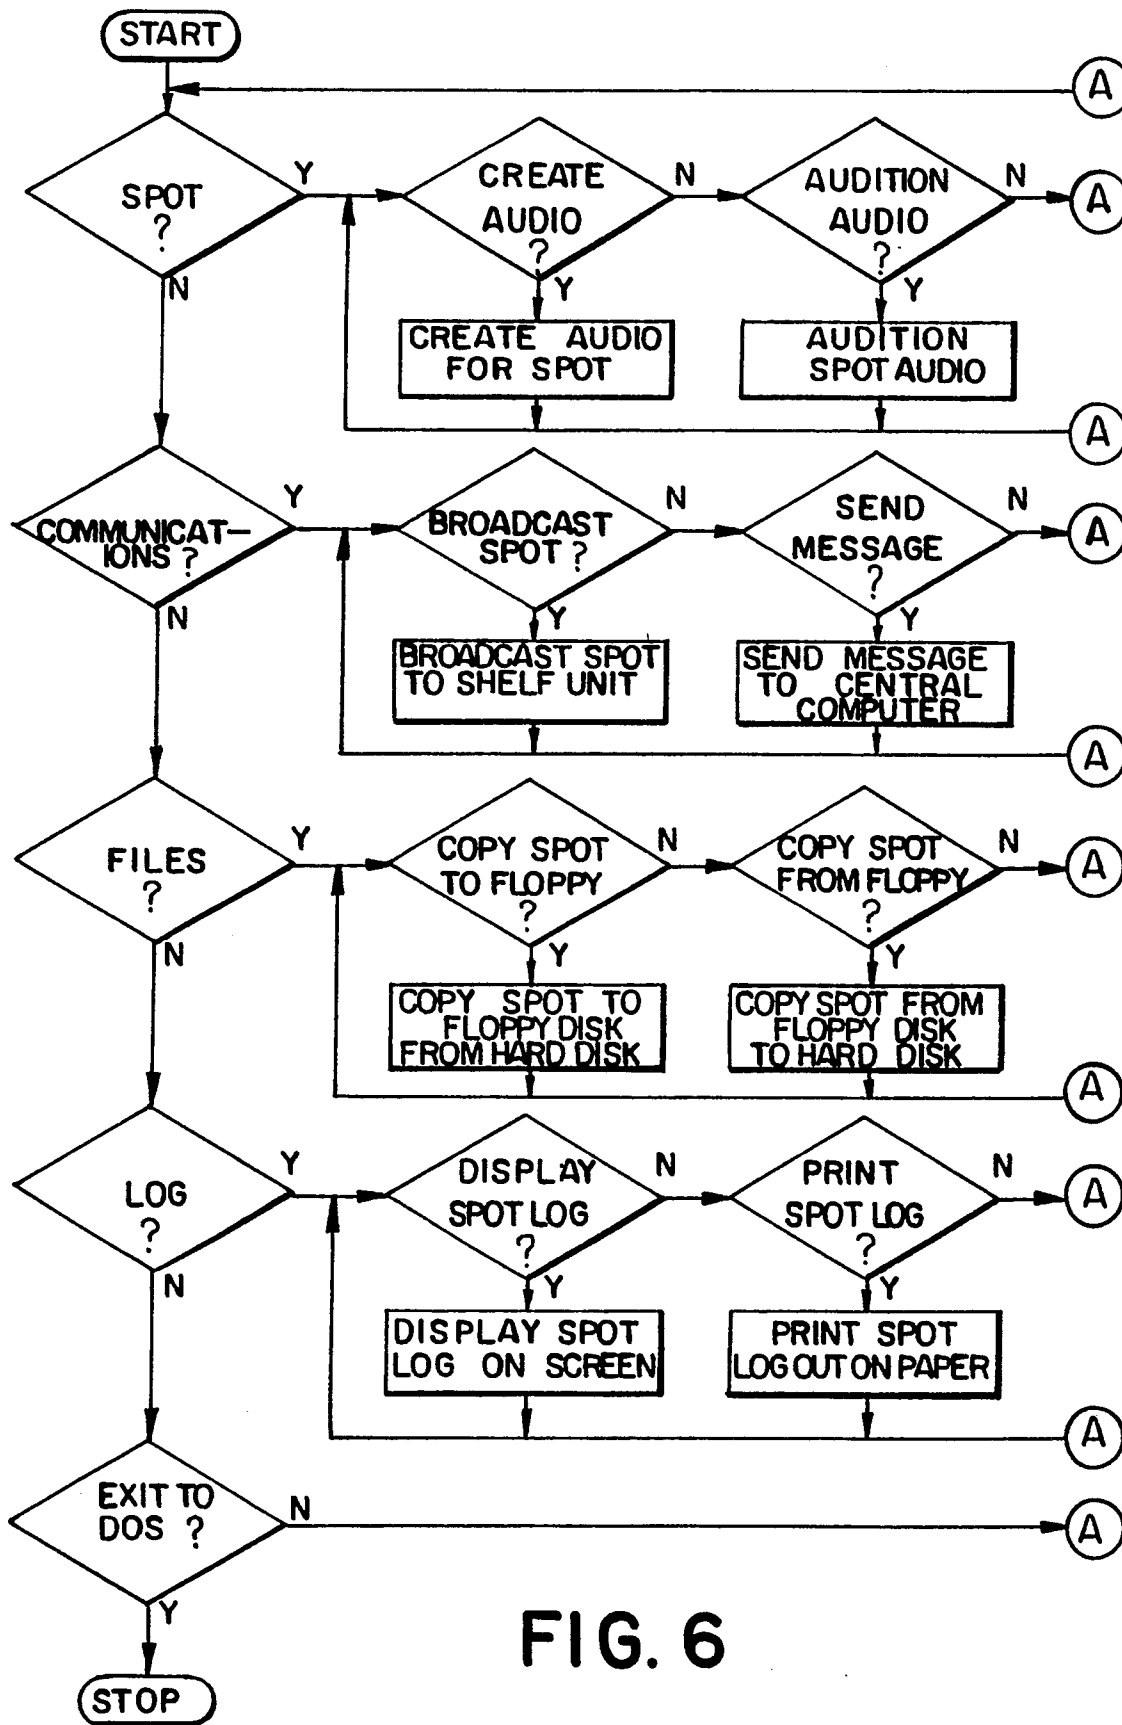 START
A
SPOT
?
Y
N
CREATE
AUDIO
?
N
Y
AUDITION
AUDIO
?
N
Y
A
CREATE AUDIO
FOR SPOT
AUDITION
SPOT AUDIO
A
COMMUNICAT-
IONS ?
Y
N
BROADCAST
SPOT ?
N
Y
SEND
MESSAGE
?
N
Y
A
BROADCAST SPOT
TO SHELF UNIT
SEND MESSAGE
TO CENTRAL
COMPUTER
A
FILES
?
Y
N
COPY SPOT
TO FLOPPY
?
N
Y
COPY SPOT
FROM FLOPPY
?
N
Y
A
COPY SPOT TO
FLOPPY DISK
FROM HARD DISK
COPY SPOT FROM
FLOPPY DISK
TO HARD DISK
A
LOG
?
Y
N
DISPLAY
SPOT LOG
?
N
Y
PRINT
SPOT LOG
?
N
Y
A
DISPLAY SPOT
LOG ON SCREEN
PRINT SPOT
LOG OUT ON PAPER
A
EXIT TO
DOS ?
N
Y
A
STOP
FIG. 6